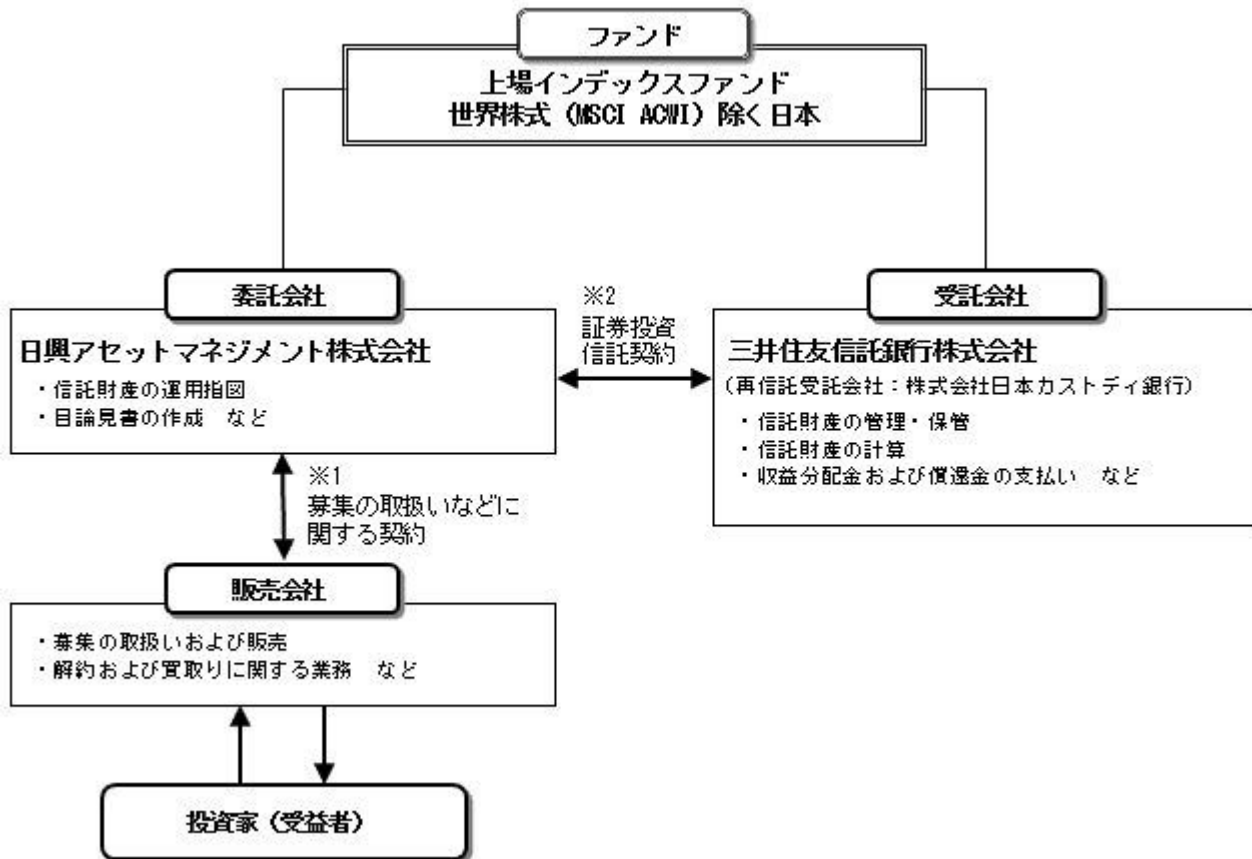 ファンド
上場インデックスファンド
世界株式（MSCI ACWI）除く日本
委託会社
日興アセットマネジメント株式会社
・信託財産の運用指図
・目論見書の作成　など
※2
証券投資
信託契約
受託会社
三井住友信託銀行株式会社
（再信託受託会社：株式会社日本カストディ銀行）
・信託財産の管理・保管
・信託財産の計算
・収益分配金および償還金の支払い　など
※1
募集の取扱いなどに
関する契約
販売会社
・募集の取扱いおよび販売
・解約および買取りに関する業務　など
投資家（受益者）